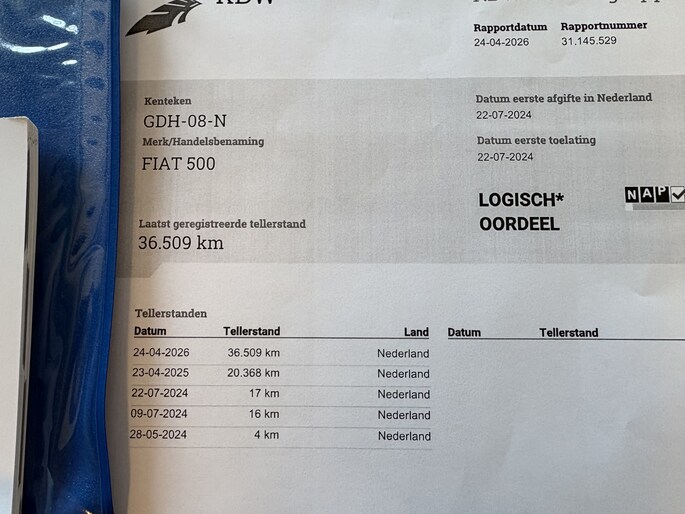 RDW
Rapportdatum Rapportnummer
24-04-2026 31.145.529
Kenteken
GDH-08-N
Merk/Handelsbenaming
FIAT 500
Datum eerste afgifte in Nederland
22-07-2024
Datum eerste toelating
22-07-2024
LOGISCH*
OORDEEL
NAP
Laatst geregistreerde tellerstand
36.509 km
Tellerstanden
Datum Tellerstand Land Datum Tellerstand
24-04-2026 36.509 km Nederland
23-04-2025 20.368 km Nederland
22-07-2024 17 km Nederland
09-07-2024 16 km Nederland
28-05-2024 4 km Nederland